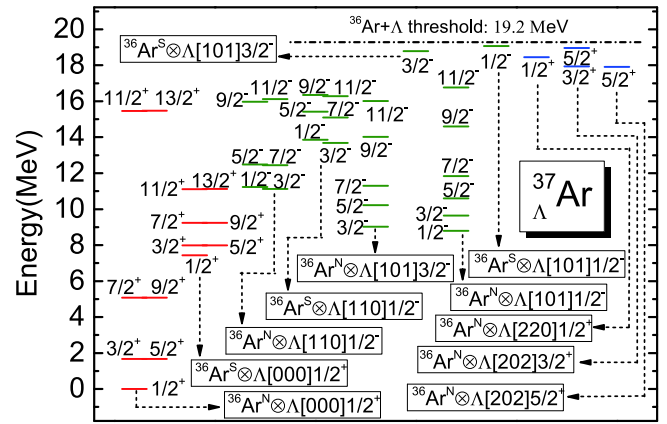 ³⁶Ar+Λ threshold: 19.2 MeV
³⁶Arˢ⊗Λ[101]3/2⁻
3/2⁻
1/2⁻
1/2⁺
5/2⁺
3/2⁺
5/2⁺
11/2⁺ 13/2⁺
9/2⁻ 11/2⁻
9/2⁻ 11/2⁻
5/2⁻ 7/2⁻
11/2⁻
11/2⁻
9/2⁻
1/2⁻ 3/2⁻
9/2⁻
5/2⁻ 7/2⁻
11/2⁺ 13/2⁺
1/2⁻ 3/2⁻
7/2⁻
7/2⁻
5/2⁻
5/2⁻
³⁷
Λ
Ar
7/2⁺ 9/2⁺
3/2⁻
3/2⁻
1/2⁻
3/2⁺ 5/2⁺
1/2⁺
7/2⁺ 9/2⁺
3/2⁺ 5/2⁺
1/2⁺
³⁶Arᴺ⊗Λ[101]3/2⁻
³⁶Arˢ⊗Λ[101]1/2⁻
³⁶Arˢ⊗Λ[110]1/2⁻
³⁶Arᴺ⊗Λ[101]1/2⁻
³⁶Arᴺ⊗Λ[110]1/2⁻
³⁶Arᴺ⊗Λ[220]1/2⁺
³⁶Arˢ⊗Λ[000]1/2⁺
³⁶Arᴺ⊗Λ[202]3/2⁺
³⁶Arᴺ⊗Λ[000]1/2⁺
³⁶Arᴺ⊗Λ[202]5/2⁺
Energy(MeV)
20
18
16
14
12
10
8
6
4
2
0